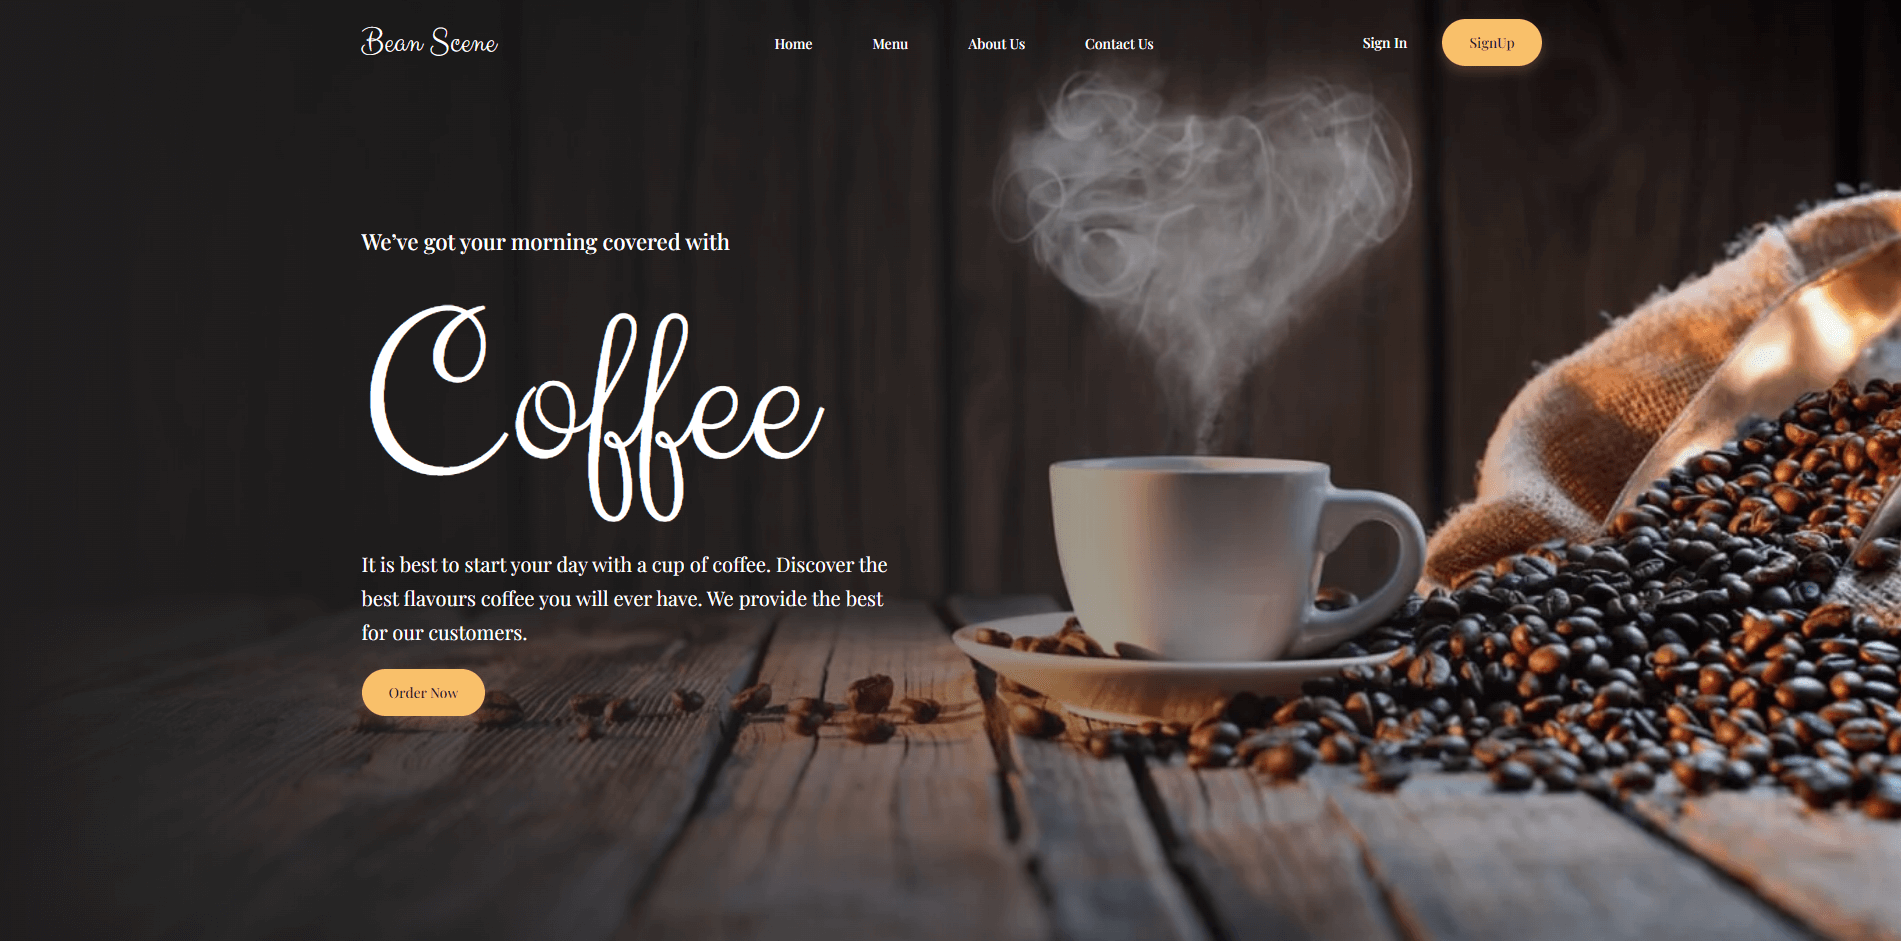 Bean Scene
Home Menu About Us Contact Us Sign In SignUp
We’ve got your morning covered with
Coffee
It is best to start your day with a cup of coffee. Discover the
best flavours coffee you will ever have. We provide the best
for our customers.
Order Now